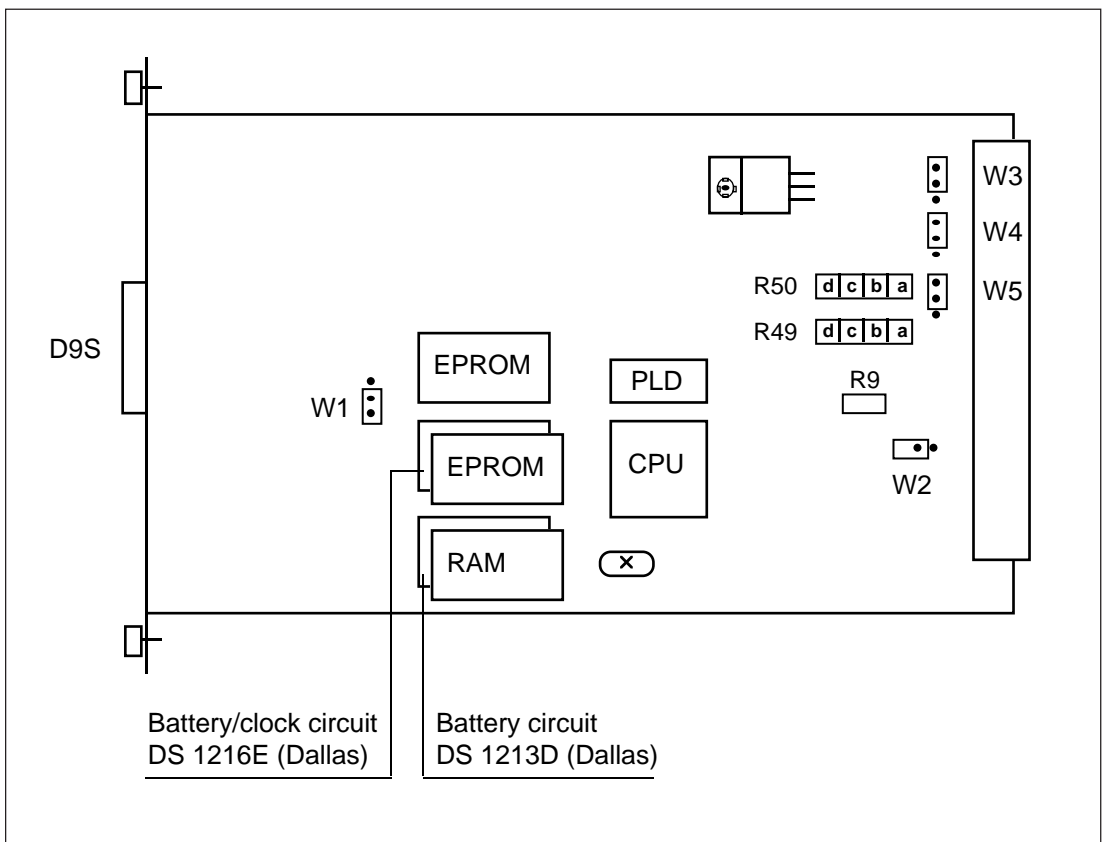 W3
W4
R50 d c b a W5
R49 d c b a
D9S
EPROM
PLD
R9
W1
EPROM
CPU
W2
RAM
Battery/clock circuit
DS 1216E (Dallas)
Battery circuit
DS 1213D (Dallas)